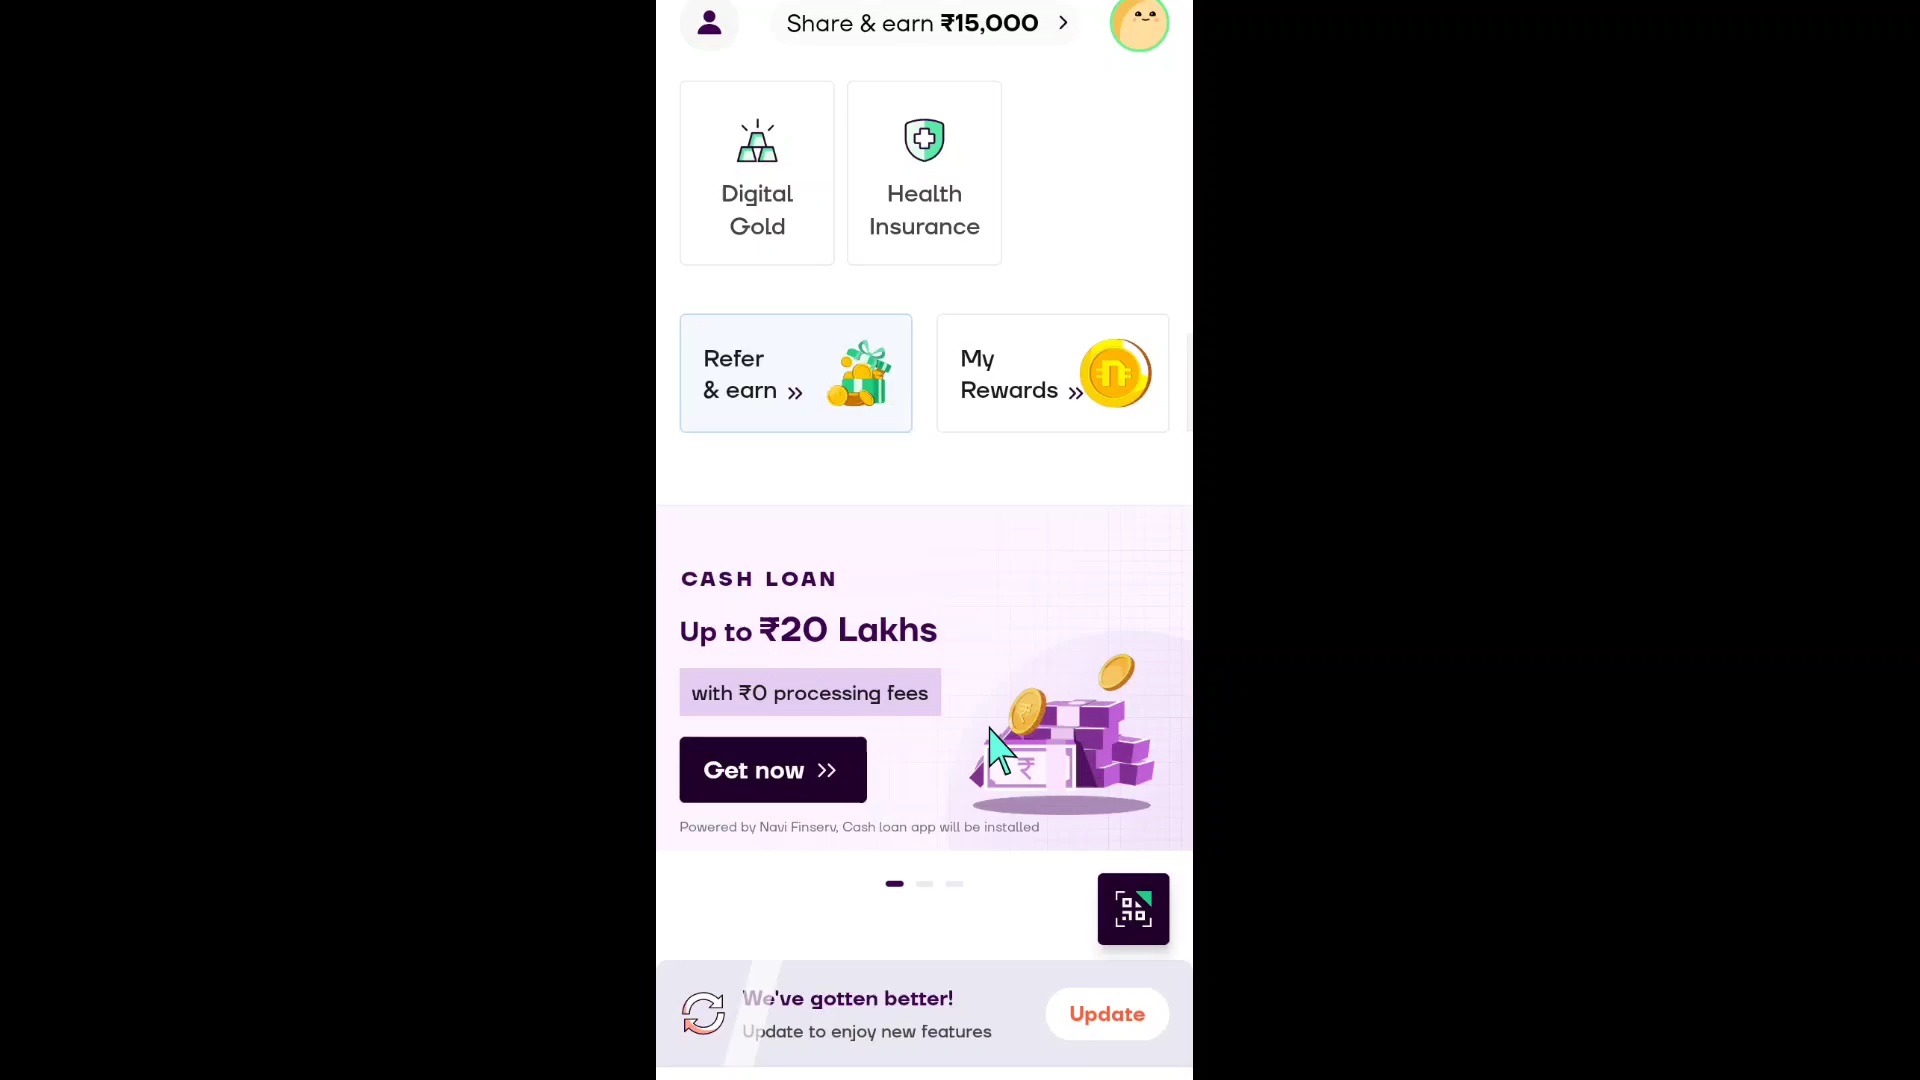 Share & earn ₹15,000
Digital
Gold
Health
Insurance
Refer
& earn
My
Rewards
CASH LOAN
Up to ₹20 Lakhs
with ₹0 processing fees
Get now
Powered by Navi Finserv, Cash loan app will be installed
We've gotten better!
Update to enjoy new features
Update